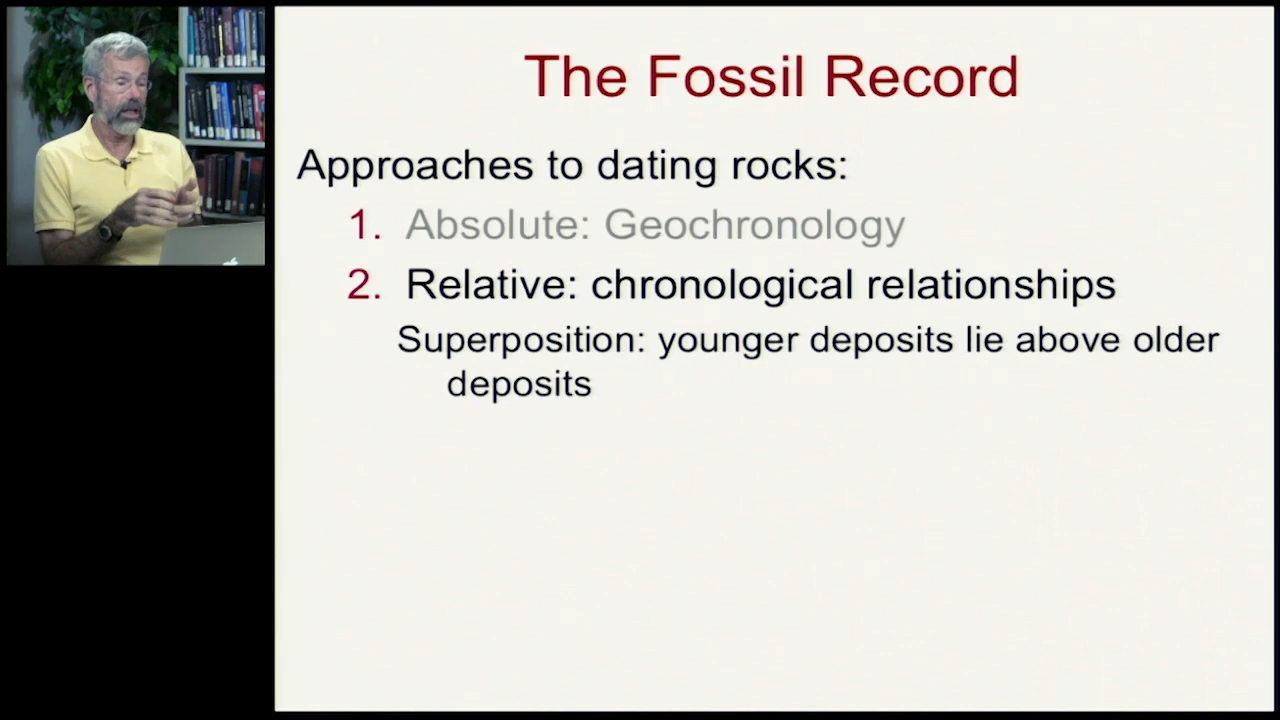 The Fossil Record
Approaches to dating rocks:
1. Absolute: Geochronology
2. Relative: chronological relationships
Superposition: younger deposits lie above older
deposits